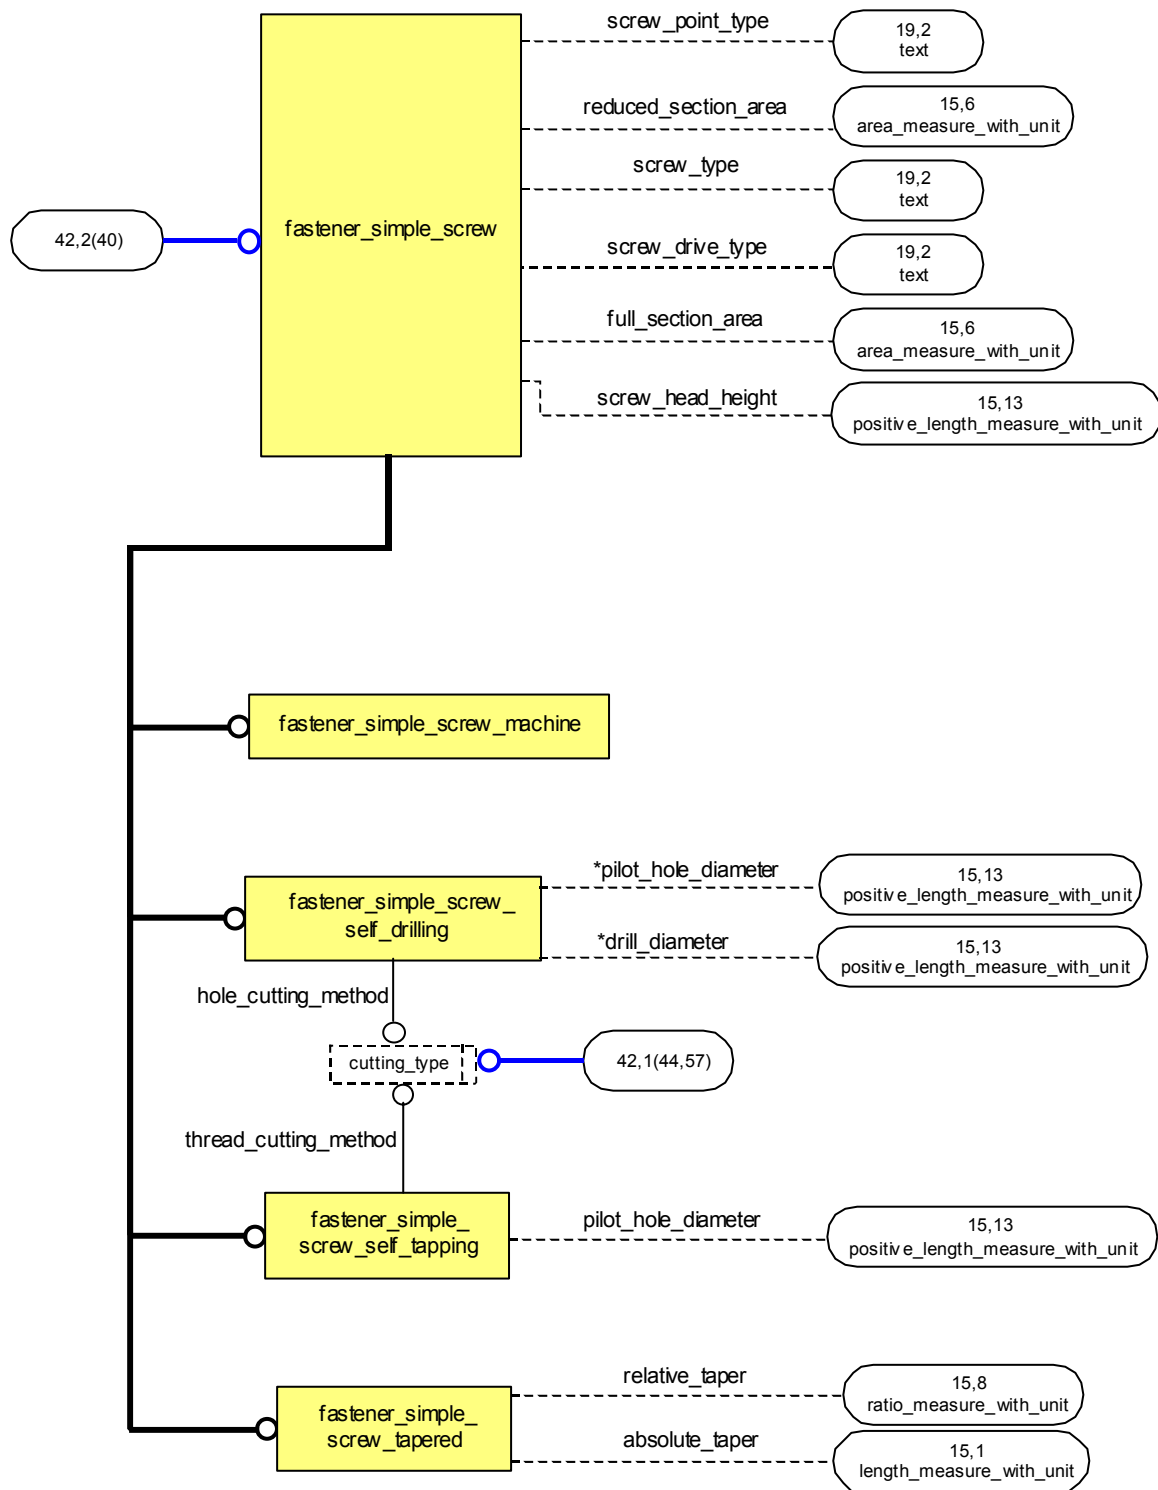 screw_point_type
19,2
text
reduced_section_area
15,6
area_measure_with_unit
screw_type
19,2
text
42,2(40)
fastener_simple_screw
screw_drive_type
19,2
text
full_section_area
15,6
area_measure_with_unit
screw_head_height
15,13
positive_length_measure_with_unit
fastener_simple_screw_machine
*pilot_hole_diameter
15,13
positive_length_measure_with_unit
fastener_simple_screw_
self_drilling
*drill_diameter
15,13
positive_length_measure_with_unit
hole_cutting_method
cutting_type
42,1(44,57)
thread_cutting_method
fastener_simple_
screw_self_tapping
pilot_hole_diameter
15,13
positive_length_measure_with_unit
relative_taper
15,8
ratio_measure_with_unit
fastener_simple_
screw_tapered
absolute_taper
15,1
length_measure_with_unit